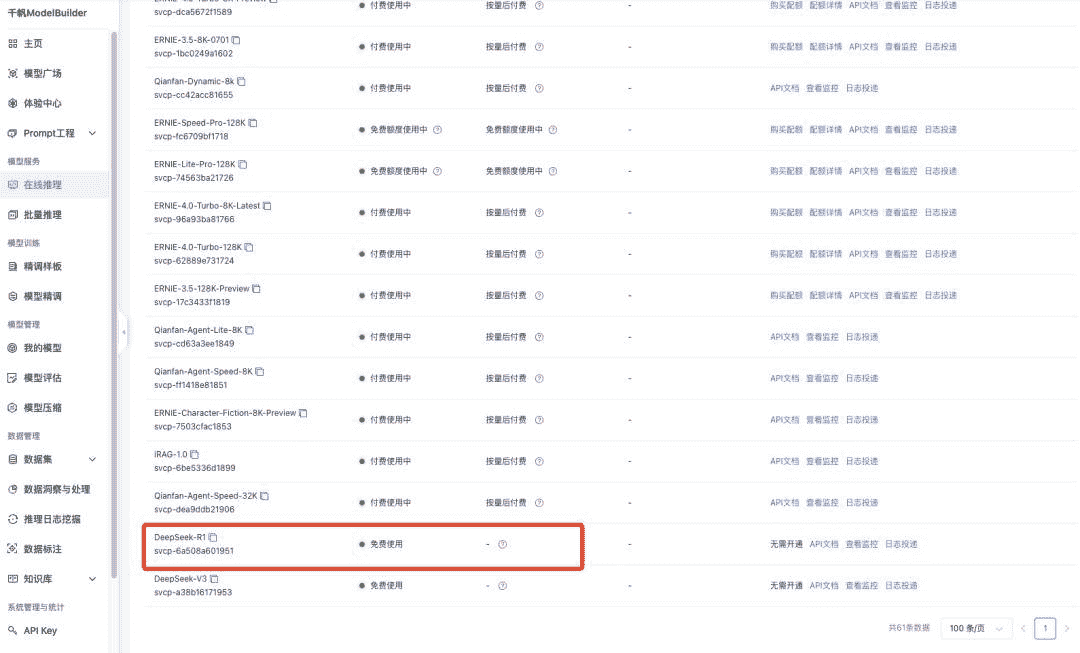 千帆ModelBuilder
主页
模型广场
体验中心
Prompt工程
模型服务
在线推理
批量推理
模型训练
精调样板
模型精调
模型管理
我的模型
模型评估
模型压缩
数据管理
数据集
数据洞察与处理
推理日志挖掘
数据标注
知识库
系统管理与统计
API Key
svcp-dca5672f1589 付费使用中 按量后付费 - 购买配额 配额详情 API文档 查看监控 日志投递
ERNIE-3.5-8K-0701
svcp-1bc0249a1602 付费使用中 按量后付费 - 购买配额 配额详情 API文档 查看监控 日志投递
Qianfan-Dynamic-8k
svcp-cc42acc81655 付费使用中 按量后付费 - API文档 查看监控 日志投递
ERNIE-Speed-Pro-128K
svcp-fc6709bf1718 免费额度使用中 免费额度使用中 - 购买配额 配额详情 API文档 查看监控 日志投递
ERNIE-Lite-Pro-128K
svcp-74563ba21726 免费额度使用中 免费额度使用中 - 购买配额 配额详情 API文档 查看监控 日志投递
ERNIE-4.0-Turbo-8K-Latest
svcp-96a93ba81766 付费使用中 按量后付费 - 购买配额 配额详情 API文档 查看监控 日志投递
ERNIE-4.0-Turbo-128K
svcp-62889e731724 付费使用中 按量后付费 - 购买配额 配额详情 API文档 查看监控 日志投递
ERNIE-3.5-128K-Preview
svcp-17c3433f1819 付费使用中 按量后付费 - 购买配额 配额详情 API文档 查看监控 日志投递
Qianfan-Agent-Lite-8K
svcp-cd63a3ee1849 付费使用中 按量后付费 - API文档 查看监控 日志投递
Qianfan-Agent-Speed-8K
svcp-ff1418e81851 付费使用中 按量后付费 - API文档 查看监控 日志投递
ERNIE-Character-Fiction-8K-Preview
svcp-7503cfac1853 付费使用中 按量后付费 - API文档 查看监控 日志投递
iRAG-1.0
svcp-6be5336d1899 付费使用中 按量后付费 - API文档 查看监控 日志投递
Qianfan-Agent-Speed-32K
svcp-dea9ddb21906 付费使用中 按量后付费 - API文档 查看监控 日志投递
DeepSeek-R1
svcp-6a508a601951 免费使用 - - 无需开通 API文档 查看监控 日志投递
DeepSeek-V3
svcp-a38b16171953 免费使用 - - 无需开通 API文档 查看监控 日志投递
共61条数据 100 条/页 1